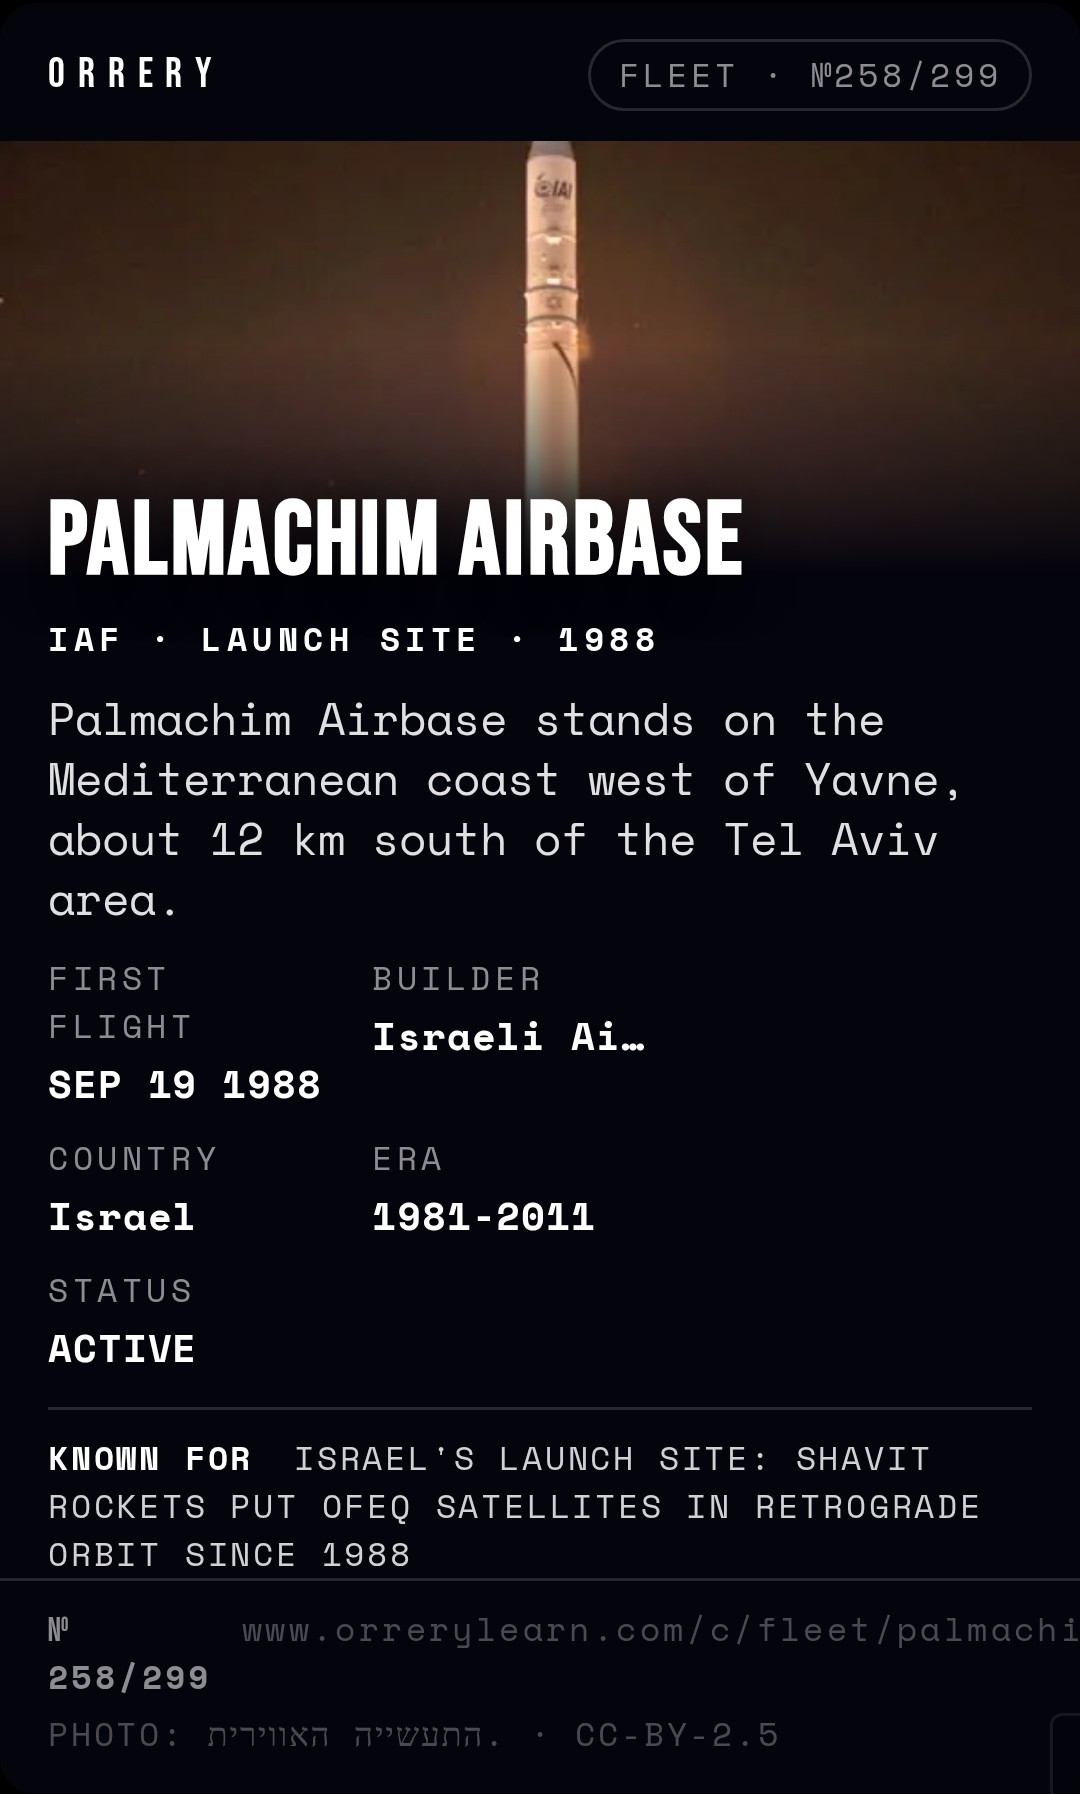 ORRERY
FLEET · №258/299
IAI
PALMACHIM AIRBASE
IAF · LAUNCH SITE · 1988
Palmachim Airbase stands on the
Mediterranean coast west of Yavne,
about 12 km south of the Tel Aviv
area.
FIRST
FLIGHT
SEP 19 1988
BUILDER
Israeli Ai…
COUNTRY
Israel
ERA
1981-2011
STATUS
ACTIVE
KNOWN FOR ISRAEL'S LAUNCH SITE: SHAVIT
ROCKETS PUT OFEQ SATELLITES IN RETROGRADE
ORBIT SINCE 1988
№
258/299
www.orrerylearn.com/c/fleet/palmachi
PHOTO: התעשייה האווירית. · CC-BY-2.5